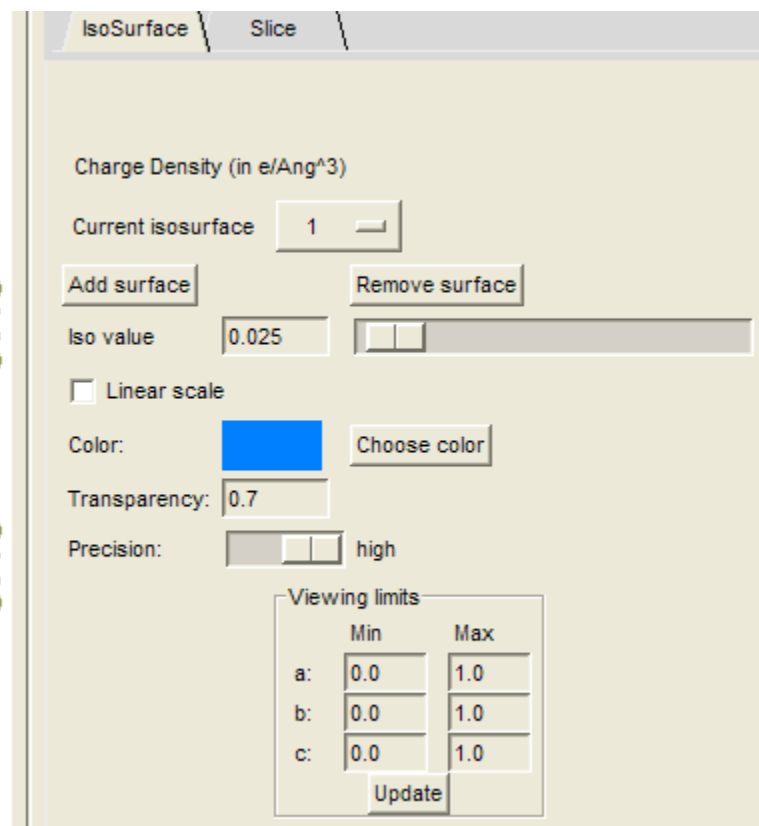 IsoSurface Slice
Charge Density (in e/Ang^3)
Current isosurface 1
Add surface Remove surface
Iso value 0.025
Linear scale
Color: Choose color
Transparency: 0.7
Precision: high
Viewing limits
Min Max
a: 0.0 1.0
b: 0.0 1.0
c: 0.0 1.0
Update